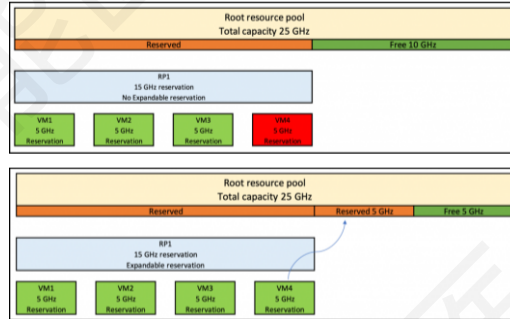 Root resource pool
Total capacity 25 GHz
Reserved
Free 10 GHz
RP1
15 GHz reservation
No Expandable reservation
VM1
5 GHz
Reservation
VM2
5 GHz
Reservation
VM3
5 GHz
Reservation
VM4
5 GHz
Reservation
Root resource pool
Total capacity 25 GHz
Reserved
Reserved 5 GHz
Free 5 GHz
RP1
15 GHz reservation
Expandable reservation
VM1
5 GHz
Reservation
VM2
5 GHz
Reservation
VM3
5 GHz
Reservation
VM4
5 GHz
Reservation